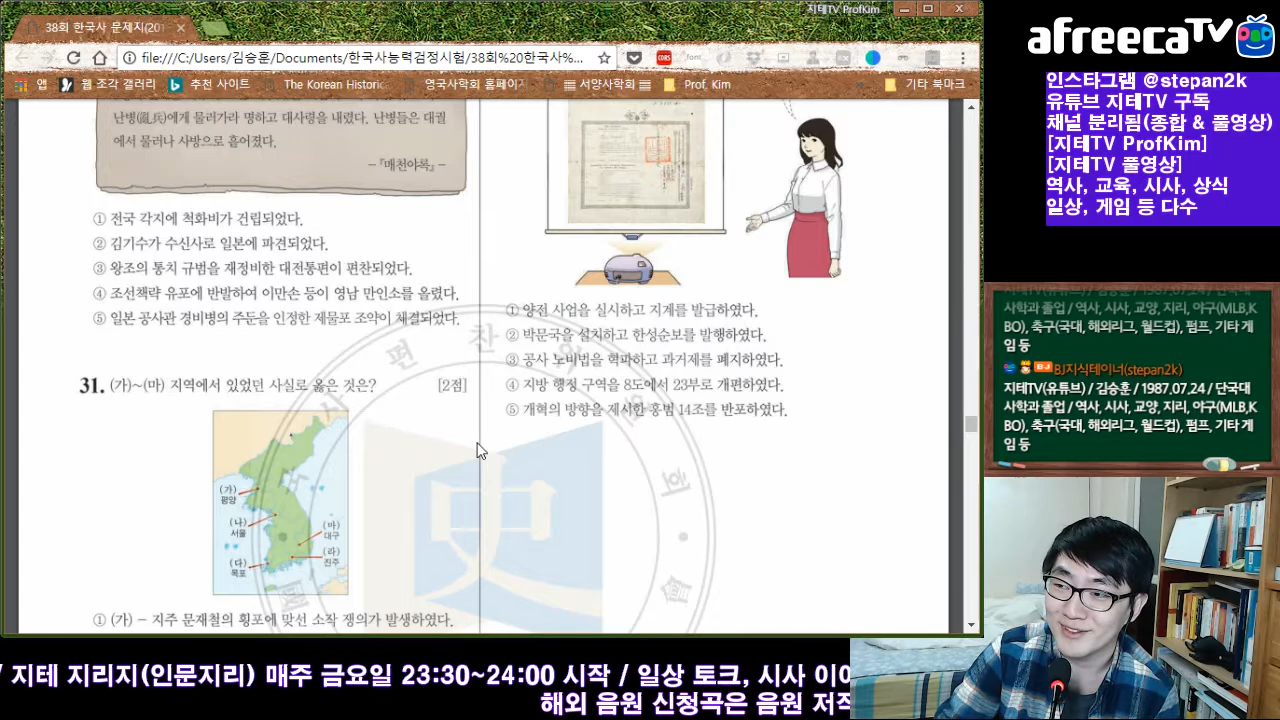 지테TV ProfKim
38회 한국사 문제지(201
file:///C:/Users/김승훈/Documents/한국사능력검정시험/38회%20한국사%...
앱
웹 조각 갤러리
추천 사이트
The Korean Historic
영국사학회 홈페이지
서양사학회
Prof. Kim
기타 북마크
난병(亂兵)에게 물러가라 명하고 대사령을 내렸다. 난병들은 대궐
에서 물러나 사방으로 흩어졌다.
-『매천야록』-
① 전국 각지에 척화비가 건립되었다.
② 김기수가 수신사로 일본에 파견되었다.
③ 왕조의 통치 규범을 재정비한 대전통편이 편찬되었다.
④ 조선책략 유포에 반발하여 이만손 등이 영남 만인소를 올렸다.
⑤ 일본 공사관 경비병의 주둔을 인정한 제물포 조약이 체결되었다.
31. (가)~(마) 지역에서 있었던 사실로 옳은 것은? [2점]
(가)
평양
(나)
서울
(다)
목포
(마)
대구
(라)
진주
① (가) - 지주 문재철의 횡포에 맞선 소작 쟁의가 발생하였다.
① 양전 사업을 실시하고 지계를 발급하였다.
② 박문국을 설치하고 한성순보를 발행하였다.
③ 공사 노비법을 혁파하고 과거제를 폐지하였다.
④ 지방 행정 구역을 8도에서 23부로 개편하였다.
⑤ 개혁의 방향을 제시한 홍범 14조를 반포하였다.
史
afreecaTV
인스타그램 @stepan2k
유튜브 지테TV 구독
채널 분리됨(종합 & 풀영상)
[지테TV ProfKim]
[지테TV 풀영상]
역사, 교육, 시사, 상식
일상, 게임 등 다수
지테TV(유튜브) / 김승훈 / 1987.07.24 / 단국대
사학과 졸업 / 역사, 시사, 교양, 지리, 야구(MLB,K
BO), 축구(국대, 해외리그, 월드컵), 펌프, 기타 게
임 등
BJ BJ지식테이너(stepan2k)
지테TV(유튜브) / 김승훈 / 1987.07.24 / 단국대
사학과 졸업 / 역사, 시사, 교양, 지리, 야구(MLB,K
BO), 축구(국대, 해외리그, 월드컵), 펌프, 기타 게
임 등
/ 지테 지리지(인문지리) 매주 금요일 23:30~24:00 시작 / 일상 토크, 시사 이야
해외 음원 신청곡은 음원 저작